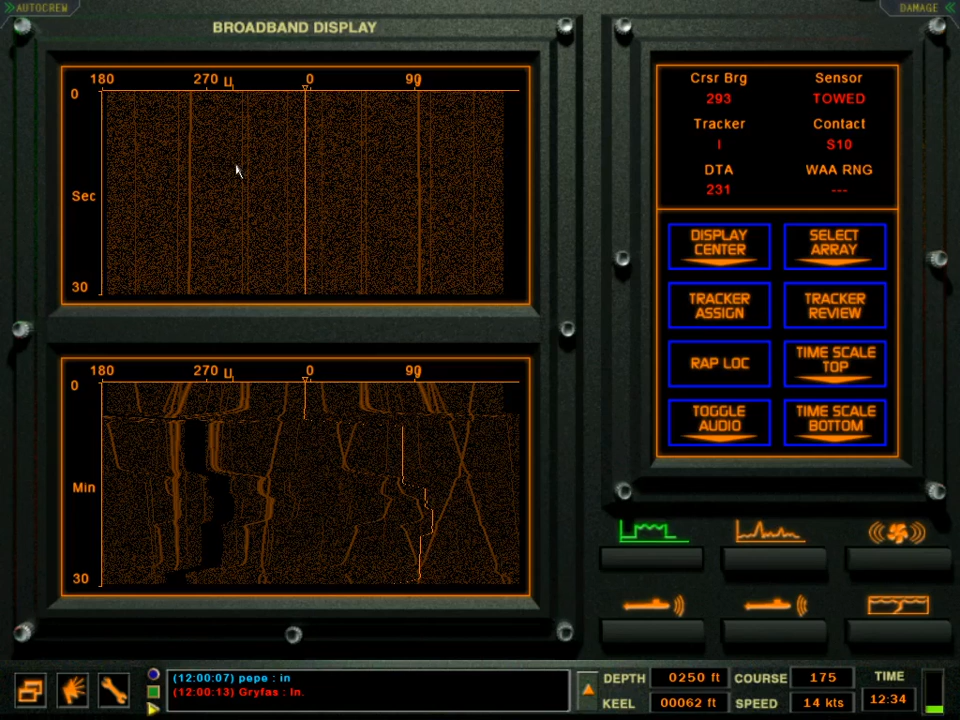 AUTOCREW
DAMAGE
BROADBAND DISPLAY
180 270 0 90
0
Sec
30
180 270 0 90
0
Min
30
Crsr Brg Sensor
293 TOWED
Tracker Contact
I S10
DTA WAA RNG
231 ---
DISPLAY CENTER
SELECT ARRAY
TRACKER ASSIGN
TRACKER REVIEW
RAP LOC
TIME SCALE TOP
TOGGLE AUDIO
TIME SCALE BOTTOM
(12:00:07) pepe : in
(12:00:13) Gryfas : In.
DEPTH 0250 ft COURSE 175 TIME
KEEL 00062 ft SPEED 14 kts 12:34